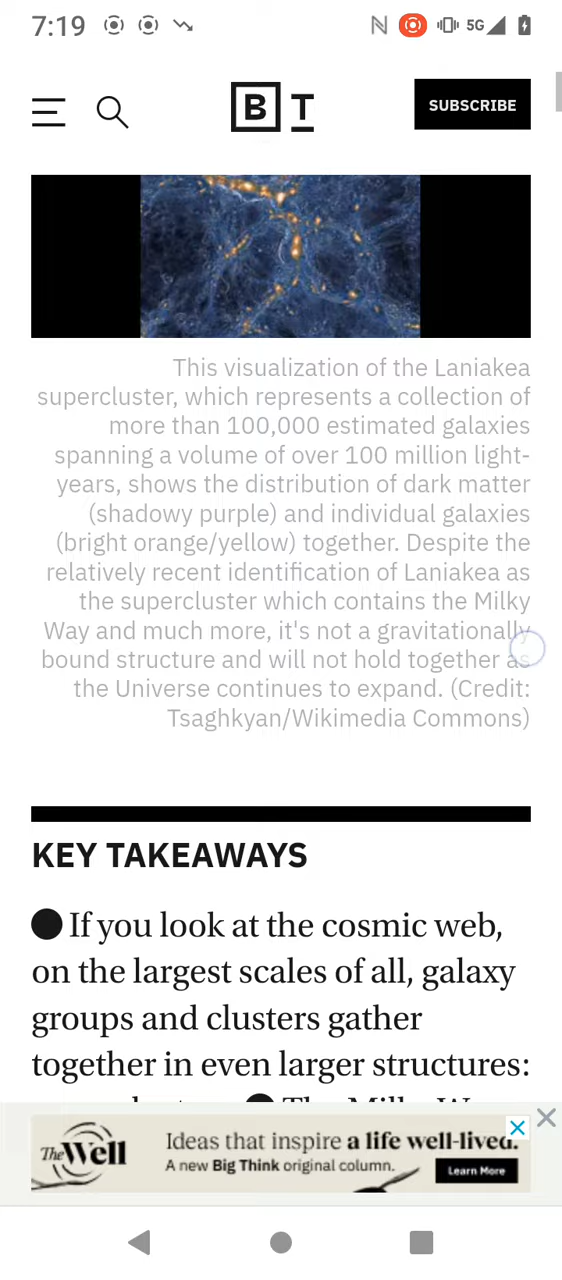 7:19
5G
B T
SUBSCRIBE
This visualization of the Laniakea
supercluster, which represents a collection of
more than 100,000 estimated galaxies
spanning a volume of over 100 million light-
years, shows the distribution of dark matter
(shadowy purple) and individual galaxies
(bright orange/yellow) together. Despite the
relatively recent identification of Laniakea as
the supercluster which contains the Milky
Way and much more, it's not a gravitationally
bound structure and will not hold together as
the Universe continues to expand. (Credit:
Tsaghkyan/Wikimedia Commons)
KEY TAKEAWAYS
If you look at the cosmic web,
on the largest scales of all, galaxy
groups and clusters gather
together in even larger structures:
The Milky
The Well
Ideas that inspire a life well-lived.
A new Big Think original column.
Learn More